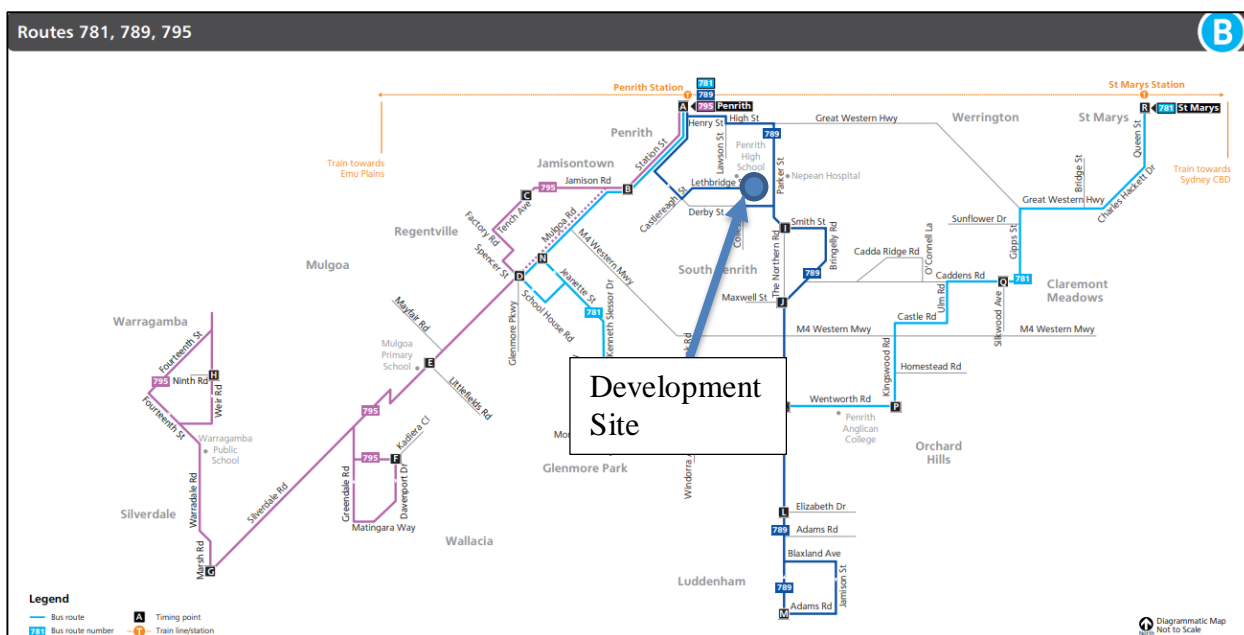 Routes 781, 789, 795
B
781
789
795 Penrith
Penrith Station
A
St Marys Station
R
781 St Marys
Train towards
Emu Plains
Train towards
Sydney CBD
Penrith
Henry St
High St
789
Great Western Hwy
Werrington
St Marys
Queen St
Station St
Lawson St
Penrith
High
School
Parker St
Nepean Hospital
Bridge St
Charles Hackett Dr
Jamisontown
Jamison Rd
795
B
C
Tench Ave
Factory Rd
Mulgoa Rd
Castlereagh St
Lethbridge
Derby St
Great Western Hwy
Sunflower Dr
Gipps St
Regentville
Spencer St
N
M4 Western Mwy
South Penrith
The Northern Rd
Smith St
I
Bringelly Rd
789
Cadda Ridge Rd
O'Connell La
Caddens Rd
Q
781
Claremont
Meadows
Mulgoa
D
Jeanette St
School House Rd
781
Kenneth Slessor Dr
Maxwell St
J
Ulm Rd
Silkwood Ave
Castle Rd
M4 Western Mwy
M4 Western Mwy
Warragamba
Fourteenth St
795
Ninth Rd
H
Weir Rd
Fourteenth St
Mayfair Rd
Glenmore Pkwy
Mulgoa
Primary
School
E
Littlefields Rd
Development
Site
Kingswood Rd
Homestead Rd
Wentworth Rd
P
Penrith
Anglican
College
Orchard
Hills
795
Warragamba
Public
School
Kadiera Cl
795
F
Greendale Rd
Davenport Dr
Matingara Way
Glenmore Park
Silverdale
Warradale Rd
Silverdale Rd
Wallacia
Marsh Rd
G
L
Elizabeth Dr
789
Adams Rd
Blaxland Ave
Luddenham
789
Jamison St
M
Adams Rd
Legend
Bus route
A
Timing point
781
Bus route number
T
Train line/station
North
Diagrammatic Map
Not to Scale